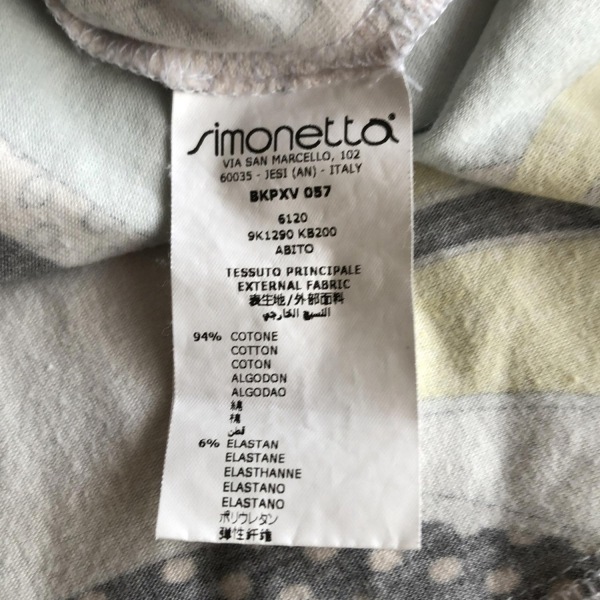 simonetta
VIA SAN MARCELLO, 102
60035 - JESI (AN) - ITALY
BKPXV 057
6120
9K1290 KB200
ABITO
TESSUTO PRINCIPALE
EXTERNAL FABRIC
表生地/外部面料
النسيج الخارجي
94% COTONE
COTTON
COTON
ALGODON
ALGODAO
綿
棉
قطن
6% ELASTAN
ELASTANE
ELASTHANNE
ELASTANO
ELASTANO
ポリウレタン
弹性纤维